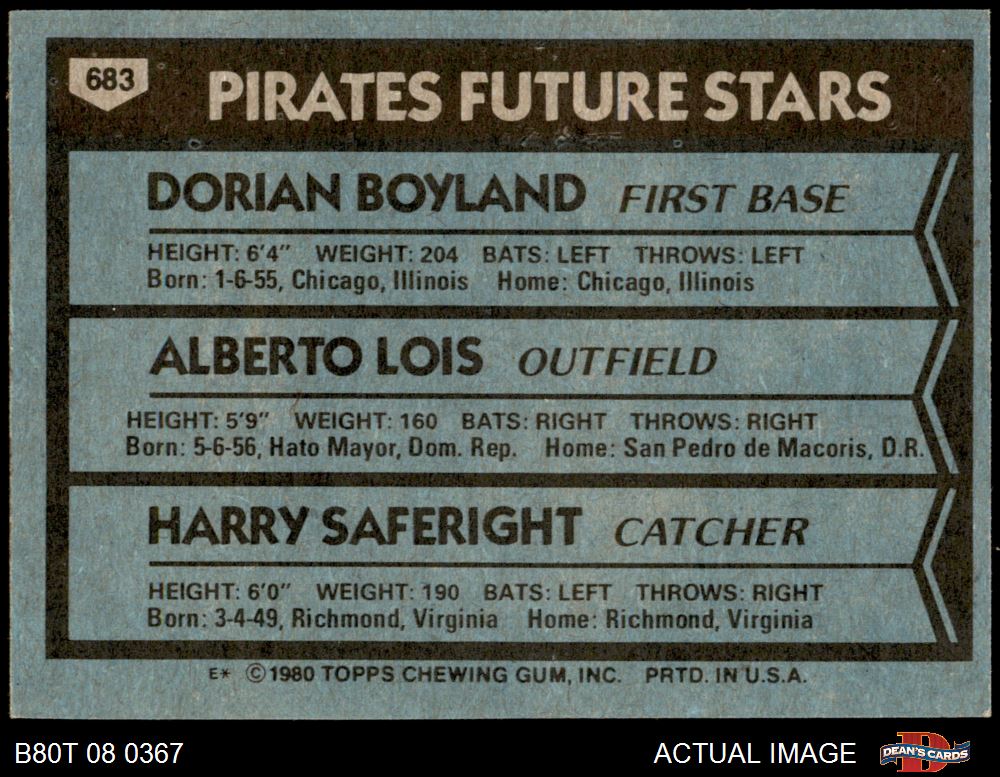 683
PIRATES FUTURE STARS
DORIAN BOYLAND FIRST BASE
HEIGHT: 6'4" WEIGHT: 204 BATS: LEFT THROWS: LEFT
Born: 1-6-55, Chicago, Illinois Home: Chicago, Illinois
ALBERTO LOIS OUTFIELD
HEIGHT: 5'9" WEIGHT: 160 BATS: RIGHT THROWS: RIGHT
Born: 5-6-56, Hato Mayor, Dom. Rep. Home: San Pedro de Macoris, D.R.
HARRY SAFERIGHT CATCHER
HEIGHT: 6'0" WEIGHT: 190 BATS: LEFT THROWS: RIGHT
Born: 3-4-49, Richmond, Virginia Home: Richmond, Virginia
E* ©1980 TOPPS CHEWING GUM, INC. PRTD. IN U.S.A.
B80T 08 0367 ACTUAL IMAGE DEAN'S CARDS